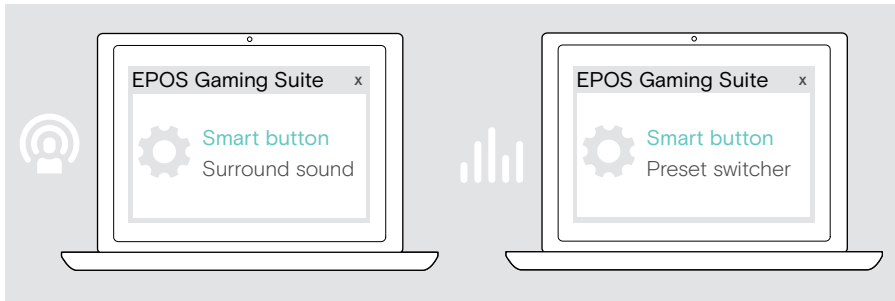 EPOS Gaming Suite x
Smart button
Surround sound
EPOS Gaming Suite x
Smart button
Preset switcher